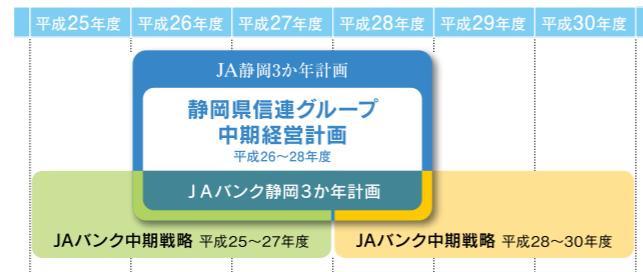 平成25年度 平成26年度 平成27年度 平成28年度 平成29年度 平成30年度
JA静岡3か年計画
静岡県信連グループ
中期経営計画
平成26～28年度
JAバンク静岡3か年計画
JAバンク中期戦略 平成25～27年度
JAバンク中期戦略 平成28～30年度